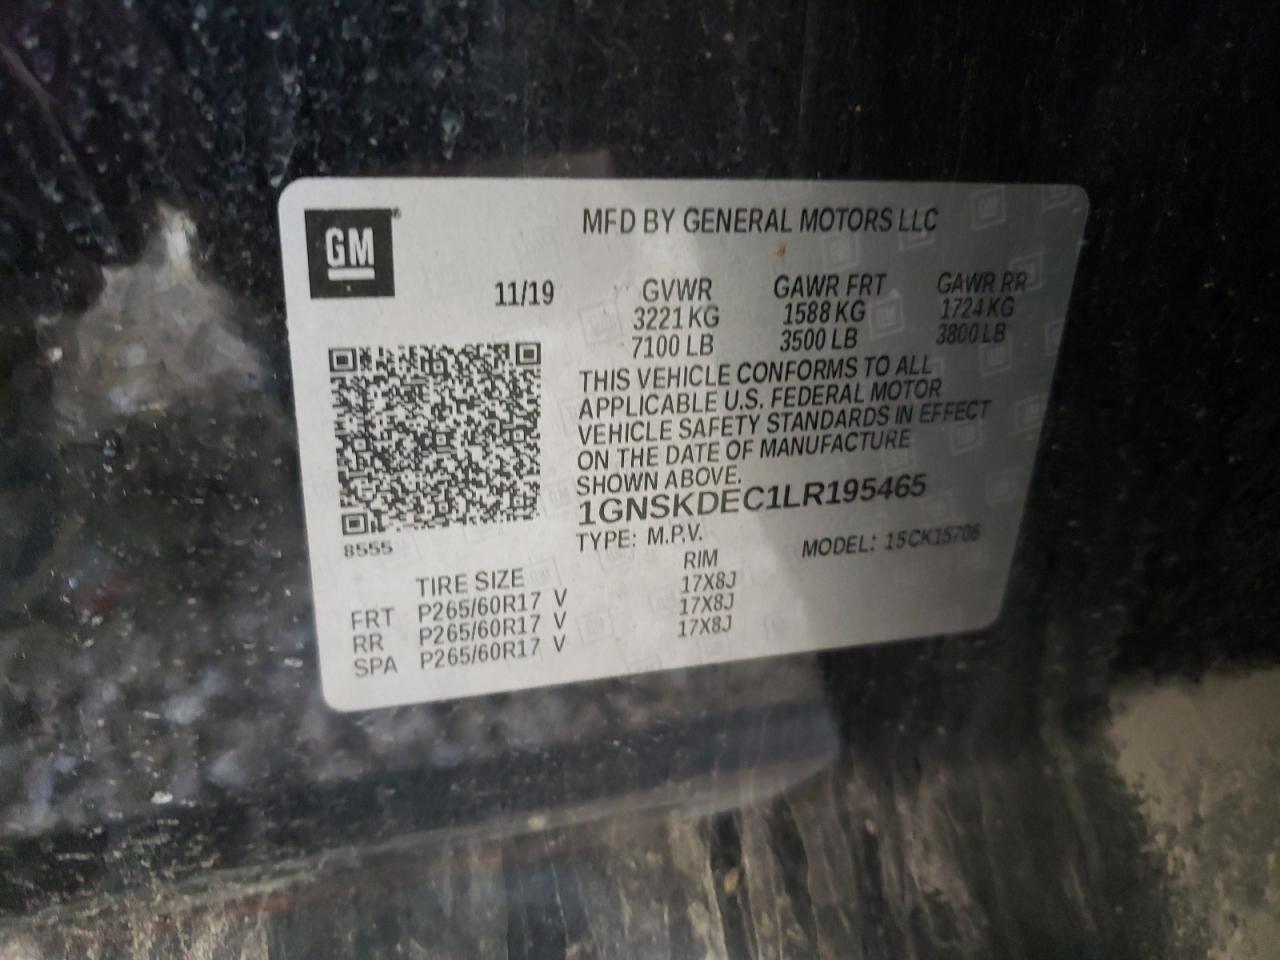 GM
MFD BY GENERAL MOTORS LLC
11/19
GVWR GAWR FRT GAWR RR
3221 KG 1588 KG 1724 KG
7100 LB 3500 LB 3800 LB
THIS VEHICLE CONFORMS TO ALL
APPLICABLE U.S. FEDERAL MOTOR
VEHICLE SAFETY STANDARDS IN EFFECT
ON THE DATE OF MANUFACTURE
SHOWN ABOVE.
1GNSKDEC1LR195465
8555
TYPE: M.P.V. MODEL: 15CK15706
TIRE SIZE RIM
FRT P265/60R17 V 17X8J
RR P265/60R17 V 17X8J
SPA P265/60R17 V 17X8J